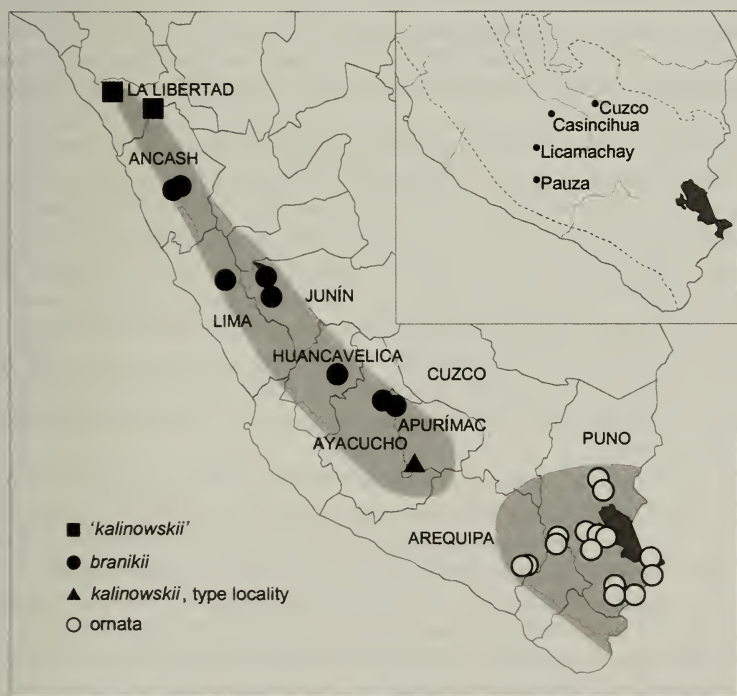 LA LIBERTAD
ANCASH
LIMA
JUNÍN
HUANCAVELICA
CUZCO
APURÍMAC
AYACUCHO
PUNO
AREQUIPA
Cuzco
Casincihua
Licamachay
Pauza
'kalinowskii'
branikii
kalinowskii, type locality
ornata